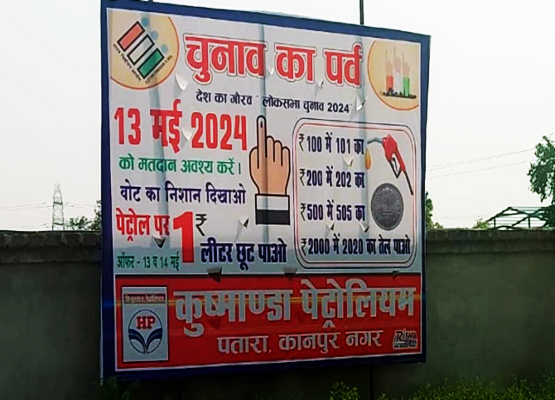 चुनाव का पर्व
देश का गौरव "लोकसभा चुनाव 2024"
13 मई 2024
को मतदान अवश्य करें।
वोट का निशान दिखाओ
पेट्रोल पर 1₹
लीटर छूट पाओ
ऑफर - 13 व 14 मई
₹100 में 101 का
₹200 में 202 का
₹500 में 505 का
₹2000 में 2020 का तेल पाओ
हिन्दुस्तान पेट्रोलियम
HP
कुष्माण्डा पेट्रोलियम
पतारा, कानपुर नगर